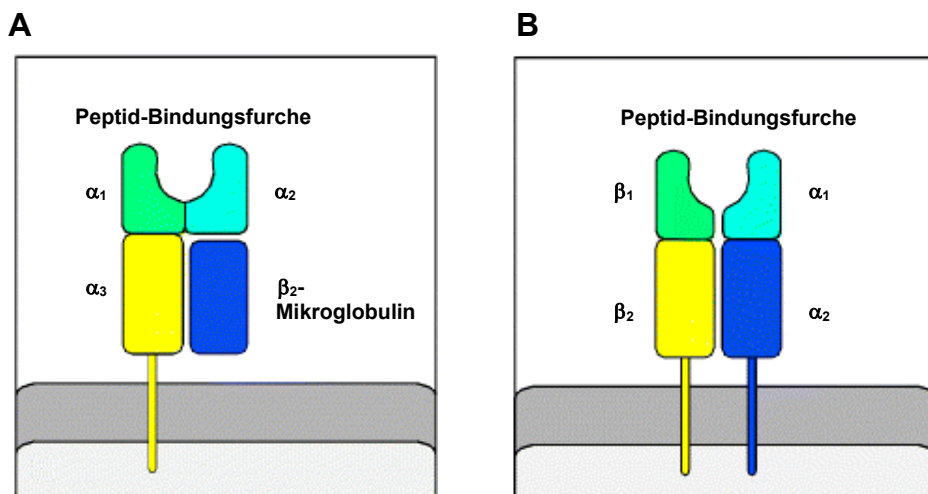 A
Peptid-Bindungsfurche
α1
α2
α3
β2-
Mikroglobulin
B
Peptid-Bindungsfurche
β1
α1
β2
α2